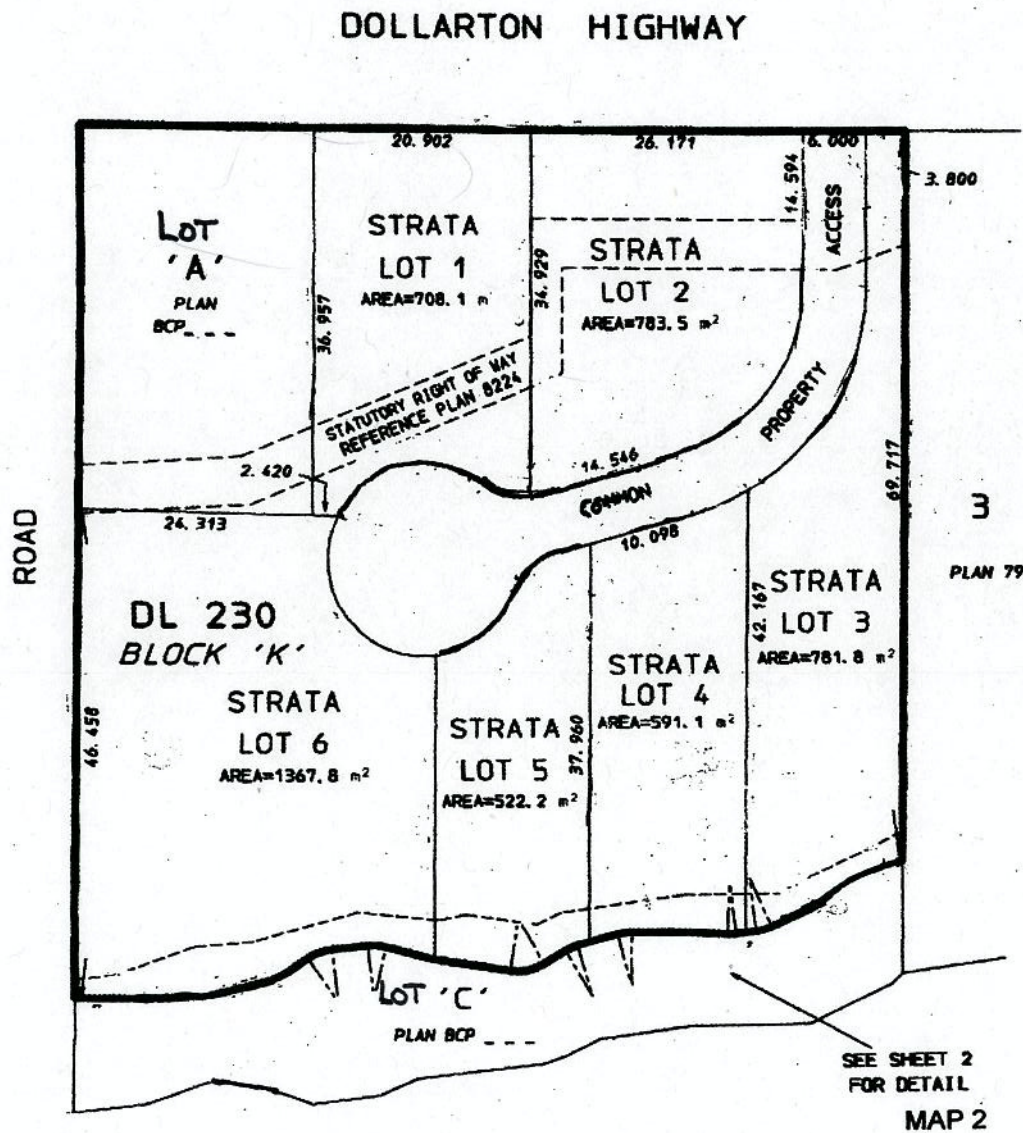 DOLLARTON HIGHWAY
20.902
26.171
6.000
3.800
14.594
ACCESS
LOT
'A'
PLAN
BCP _ _ _
STRATA
LOT 1
AREA=708.1 m
36.957
34.929
STRATA
LOT 2
AREA=783.5 m²
STATUTORY RIGHT OF WAY
REFERENCE PLAN 8224
PROPERTY
2.420
14.546
COMMON
10.098
24.313
69.717
ROAD
3
PLAN 79
DL 230
BLOCK 'K'
STRATA
LOT 3
AREA=781.8 m²
42.167
STRATA
LOT 4
AREA=591.1 m²
STRATA
LOT 6
AREA=1367.8 m²
46.458
STRATA
LOT 5
AREA=522.2 m²
37.960
LOT 'C'
PLAN BCP _ _ _
SEE SHEET 2
FOR DETAIL
MAP 2